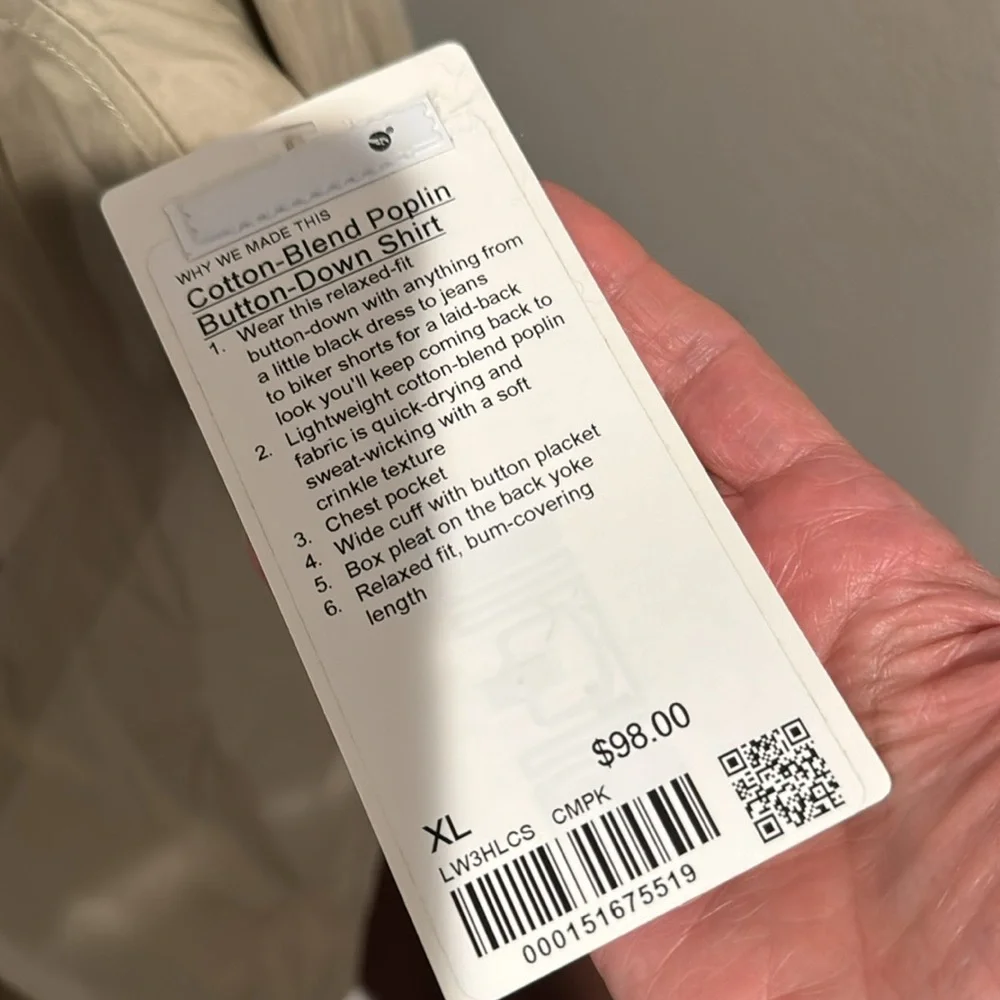 WHY WE MADE THIS
Cotton-Blend Poplin
Button-Down Shirt
1. Wear this relaxed-fit
button-down with anything from
a little black dress to jeans
to biker shorts for a laid-back
look you'll keep coming back to
2. Lightweight cotton-blend poplin
fabric is quick-drying and
sweat-wicking with a soft
crinkle texture
3. Chest pocket
4. Wide cuff with button placket
5. Box pleat on the back yoke
6. Relaxed fit, bum-covering
length
$98.00
XL
LW3HLCS CMPK
000151675519